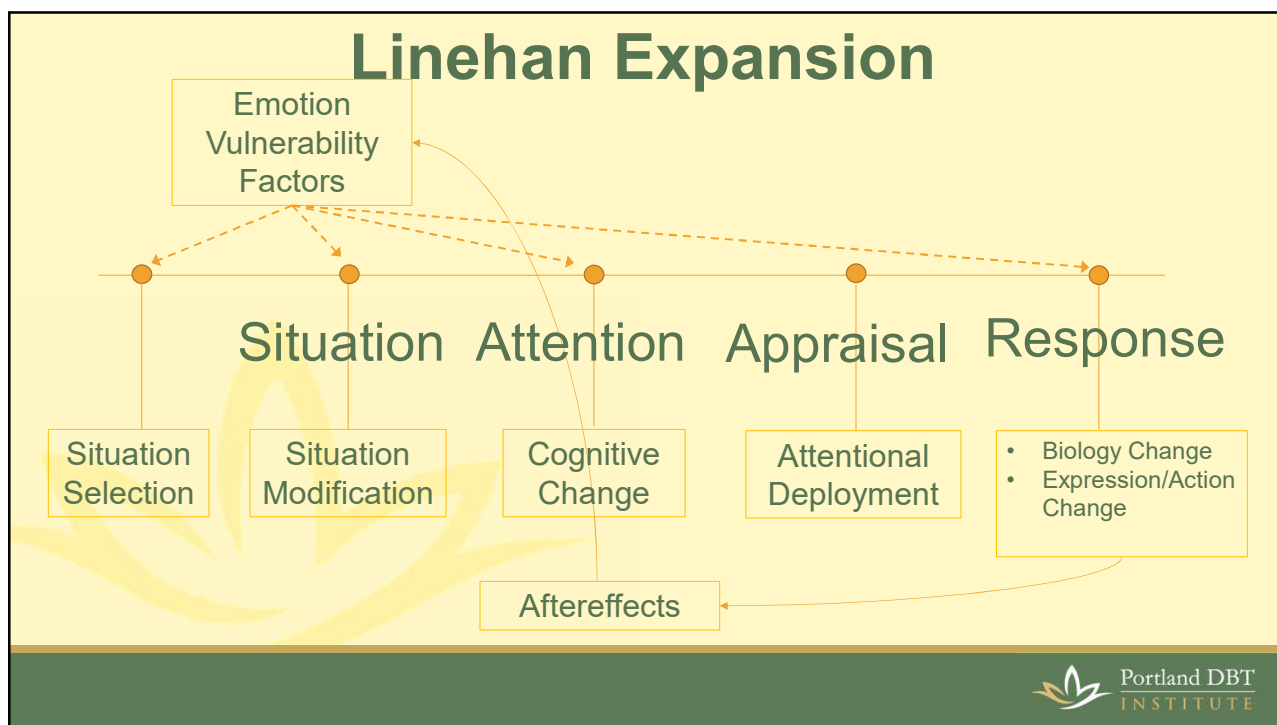 Linehan Expansion
Emotion
Vulnerability
Factors
Situation
Attention
Appraisal
Response
Situation
Selection
Situation
Modification
Cognitive
Change
Attentional
Deployment
• Biology Change
• Expression/Action
Change
Aftereffects
Portland DBT
INSTITUTE